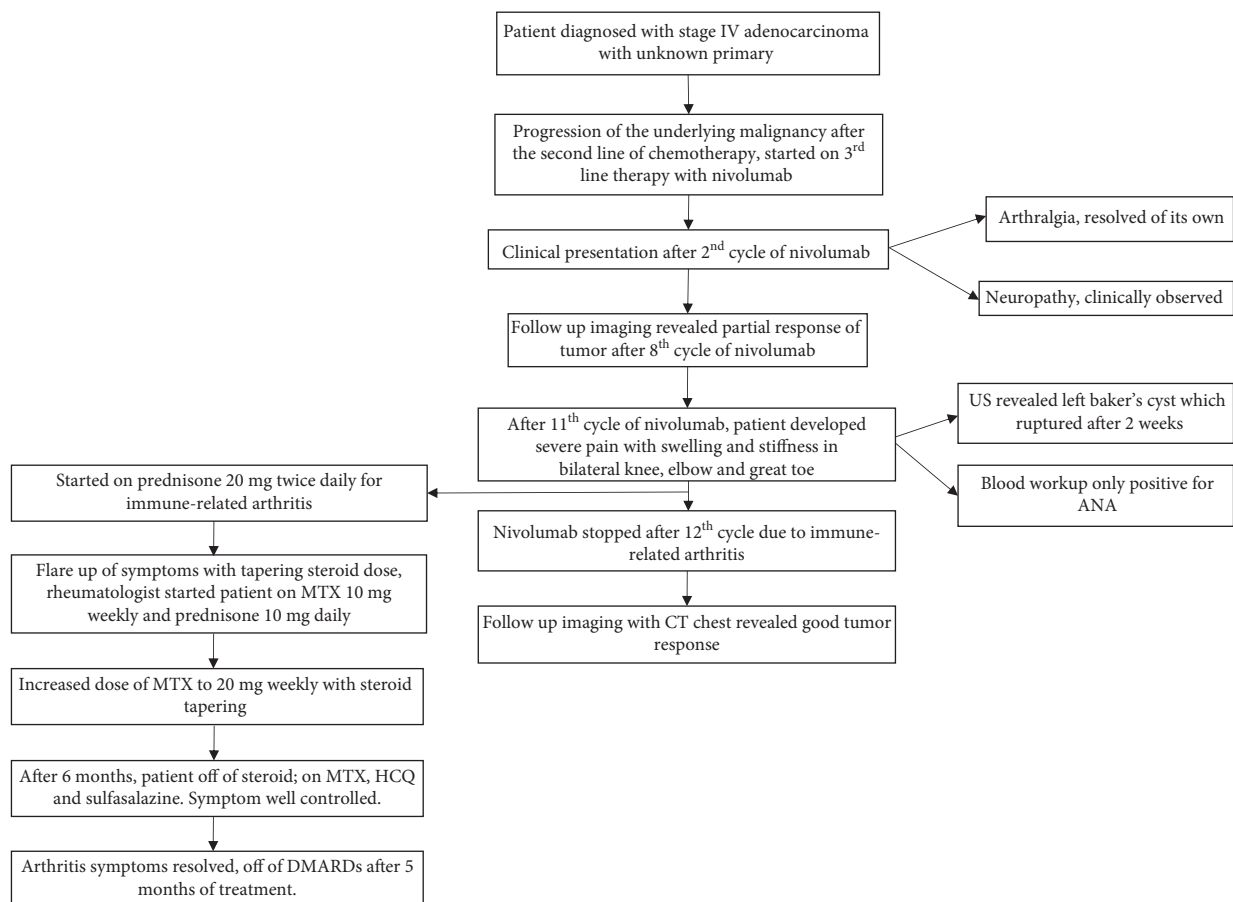 Patient diagnosed with stage IV adenocarcinoma
with unknown primary
Progression of the underlying malignancy after
the second line of chemotherapy, started on 3rd
line therapy with nivolumab
Clinical presentation after 2nd cycle of nivolumab
Arthralgia, resolved of its own
Neuropathy, clinically observed
Follow up imaging revealed partial response of
tumor after 8th cycle of nivolumab
After 11th cycle of nivolumab, patient developed
severe pain with swelling and stiffness in
bilateral knee, elbow and great toe
US revealed left baker's cyst which
ruptured after 2 weeks
Blood workup only positive for
ANA
Started on prednisone 20 mg twice daily for
immune-related arthritis
Nivolumab stopped after 12th cycle due to immune-
related arthritis
Follow up imaging with CT chest revealed good tumor
response
Flare up of symptoms with tapering steroid dose,
rheumatologist started patient on MTX 10 mg
weekly and prednisone 10 mg daily
Increased dose of MTX to 20 mg weekly with steroid
tapering
After 6 months, patient off of steroid; on MTX, HCQ
and sulfasalazine. Symptom well controlled.
Arthritis symptoms resolved, off of DMARDs after 5
months of treatment.